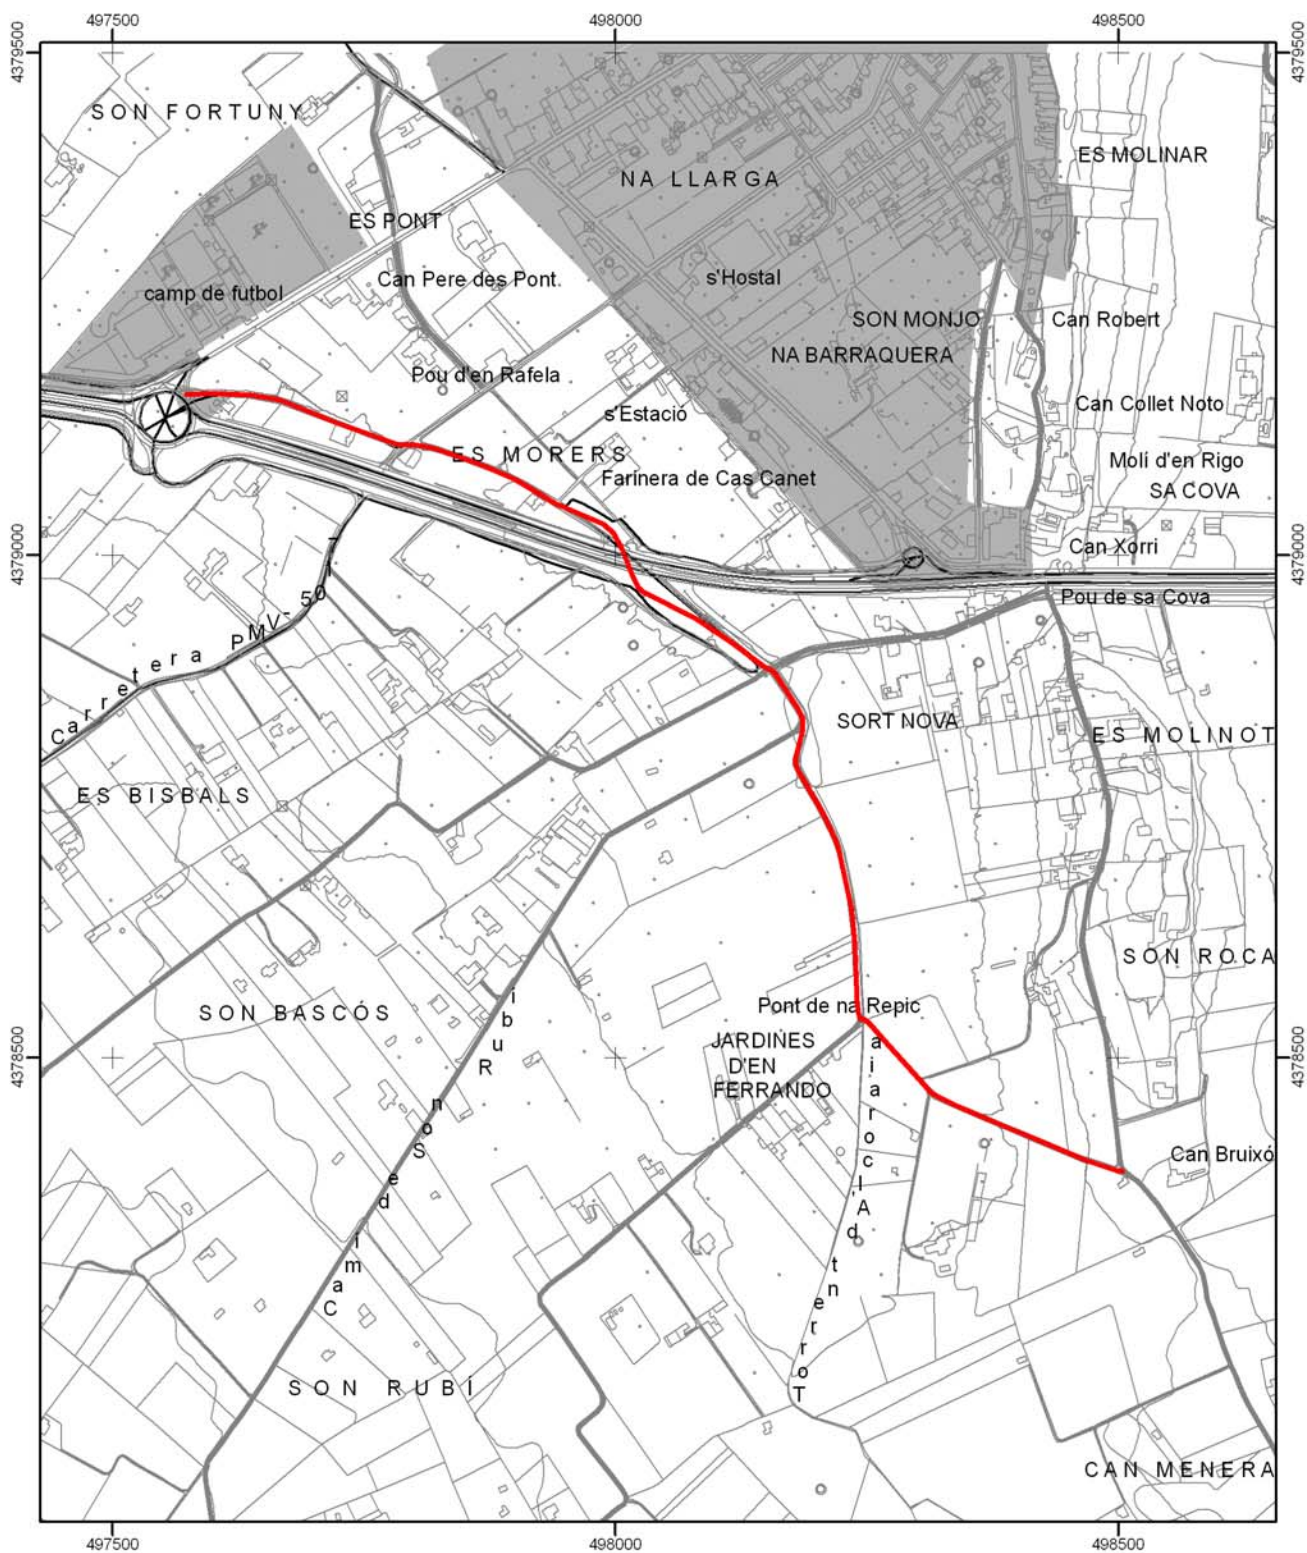 497500 498000 498500
4379500 4379500
SON FORTUNY
ES MOLINAR
NA LLARGA
ES PONT
Can Pere des Pont.
s'Hostal
camp de futbol
SON MONJO
Can Robert
NA BARRAQUERA
Pou d'en Rafela
Can Collet Noto
s'Estació
ES MORERS
Molí d'en Rigo
Farinera de Cas Canet
SA COVA
4379000 4379000
Can Xorri
Pou de sa Cova
Carretera PMV-50
SORT NOVA
ES MOLINOT
ES BISBALS
SON ROCA
Pont de na Repic
SON BASCÓS
JARDINES
D'EN
FERRANDO
4378500 4378500
Camí de Son Rubí
Torrent d'Alcoraia
Can Bruixó
SON RUBÍ
CAN MENERA
497500 498000 498500